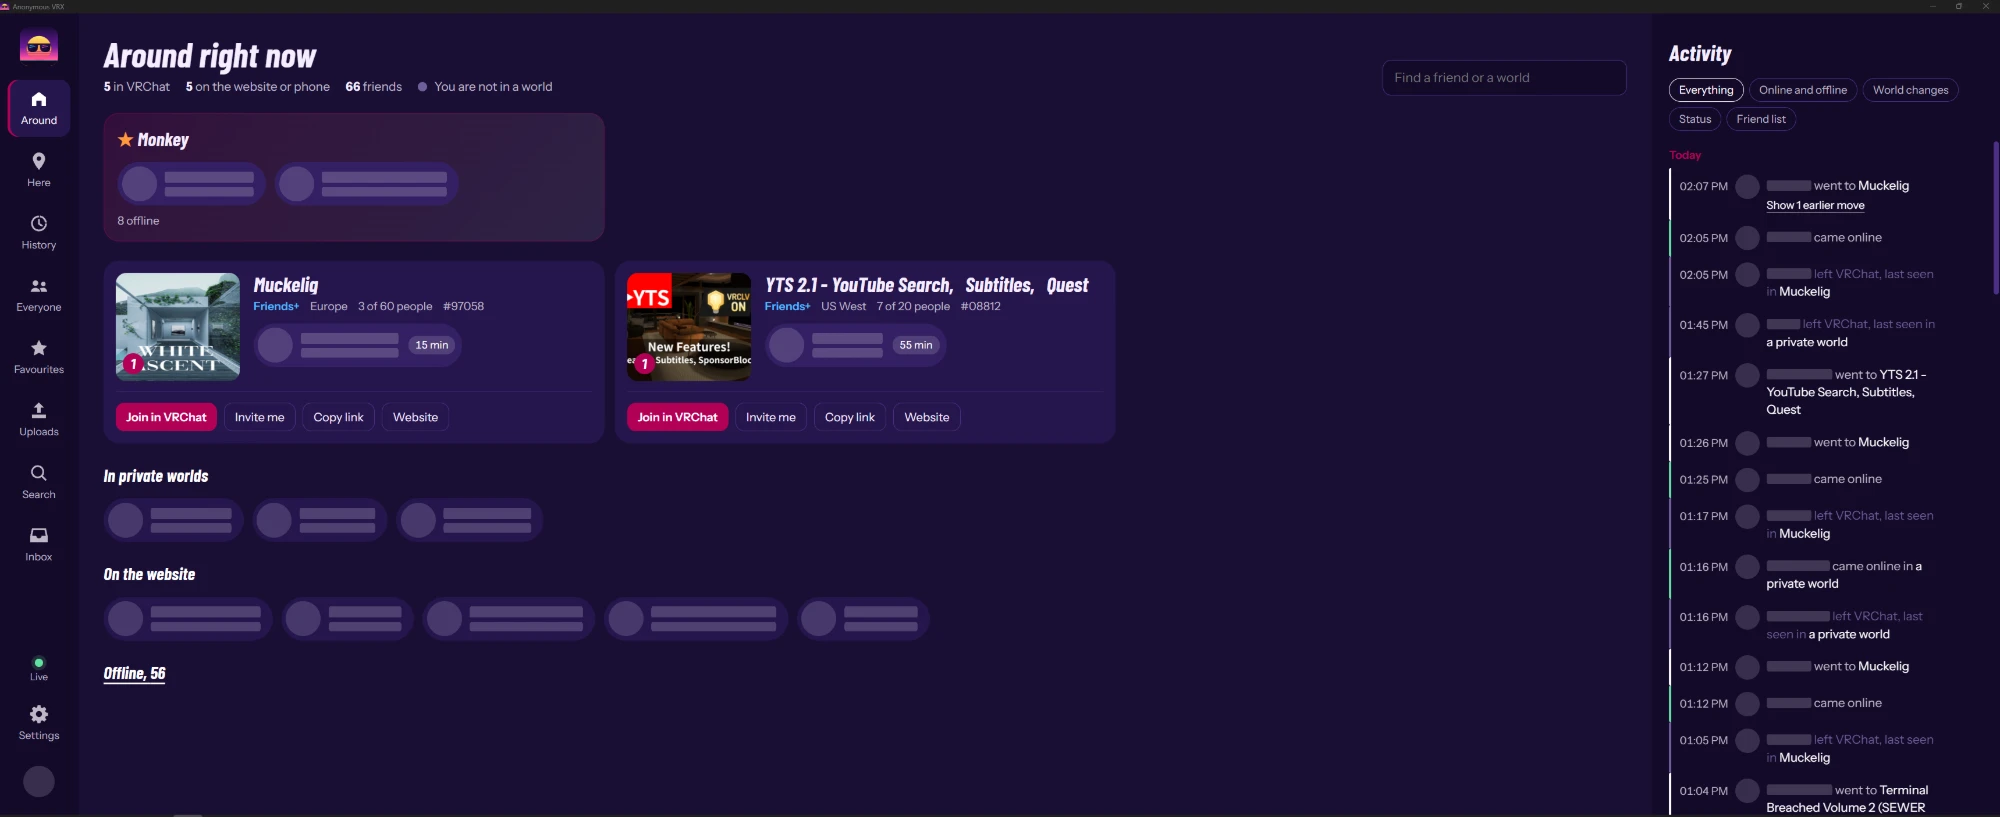 Anonymous VRX
Around
Here
History
Everyone
Favourites
Uploads
Search
Inbox
Live
Settings
Around right now
5 in VRChat 5 on the website or phone 66 friends You are not in a world
Find a friend or a world
Monkey
8 offline
Muckelig
Friends+ Europe 3 of 60 people #97058
15 min
WHITE
ASCENT
1
Join in VRChat Invite me Copy link Website
YTS 2.1 - YouTube Search, Subtitles, Quest
Friends+ US West 7 of 20 people #08812
55 min
YTS
VRCLV
ON
New Features!
Subtitles, SponsorBloc
1
Join in VRChat Invite me Copy link Website
In private worlds
On the website
Offline, 56
Activity
Everything Online and offline World changes
Status Friend list
Today
02:07 PM went to Muckelig
Show 1 earlier move
02:05 PM came online
02:05 PM left VRChat, last seen
in Muckelig
01:45 PM left VRChat, last seen in
a private world
01:27 PM went to YTS 2.1 -
YouTube Search, Subtitles,
Quest
01:26 PM went to Muckelig
01:25 PM came online
01:17 PM left VRChat, last seen
in Muckelig
01:16 PM came online in a
private world
01:16 PM left VRChat, last
seen in a private world
01:12 PM went to Muckelig
01:12 PM came online
01:05 PM left VRChat, last seen
in Muckelig
01:04 PM went to Terminal
Breached Volume 2 (SEWER